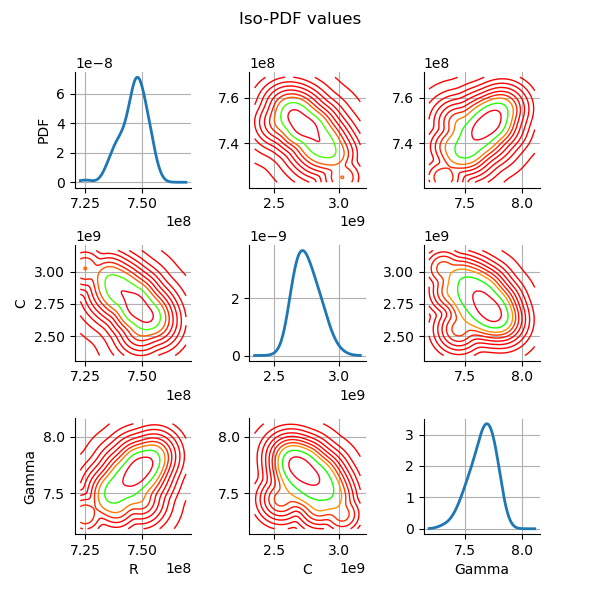 Iso-PDF values
1e−8
1e8
1e8
PDF
6
4
2
0
7.6
7.4
7.6
7.4
7.25 7.50
2.5 3.0
7.5 8.0
1e8
1e9
1e9
1e−9
1e9
C
3.00
2.75
2.50
2
0
3.00
2.75
2.50
7.25 7.50
2.5 3.0
7.5 8.0
1e8
1e9
Gamma
8.0
7.5
8.0
7.5
3
2
1
0
7.25 7.50
2.5 3.0
7.5 8.0
R 1e8
C 1e9
Gamma